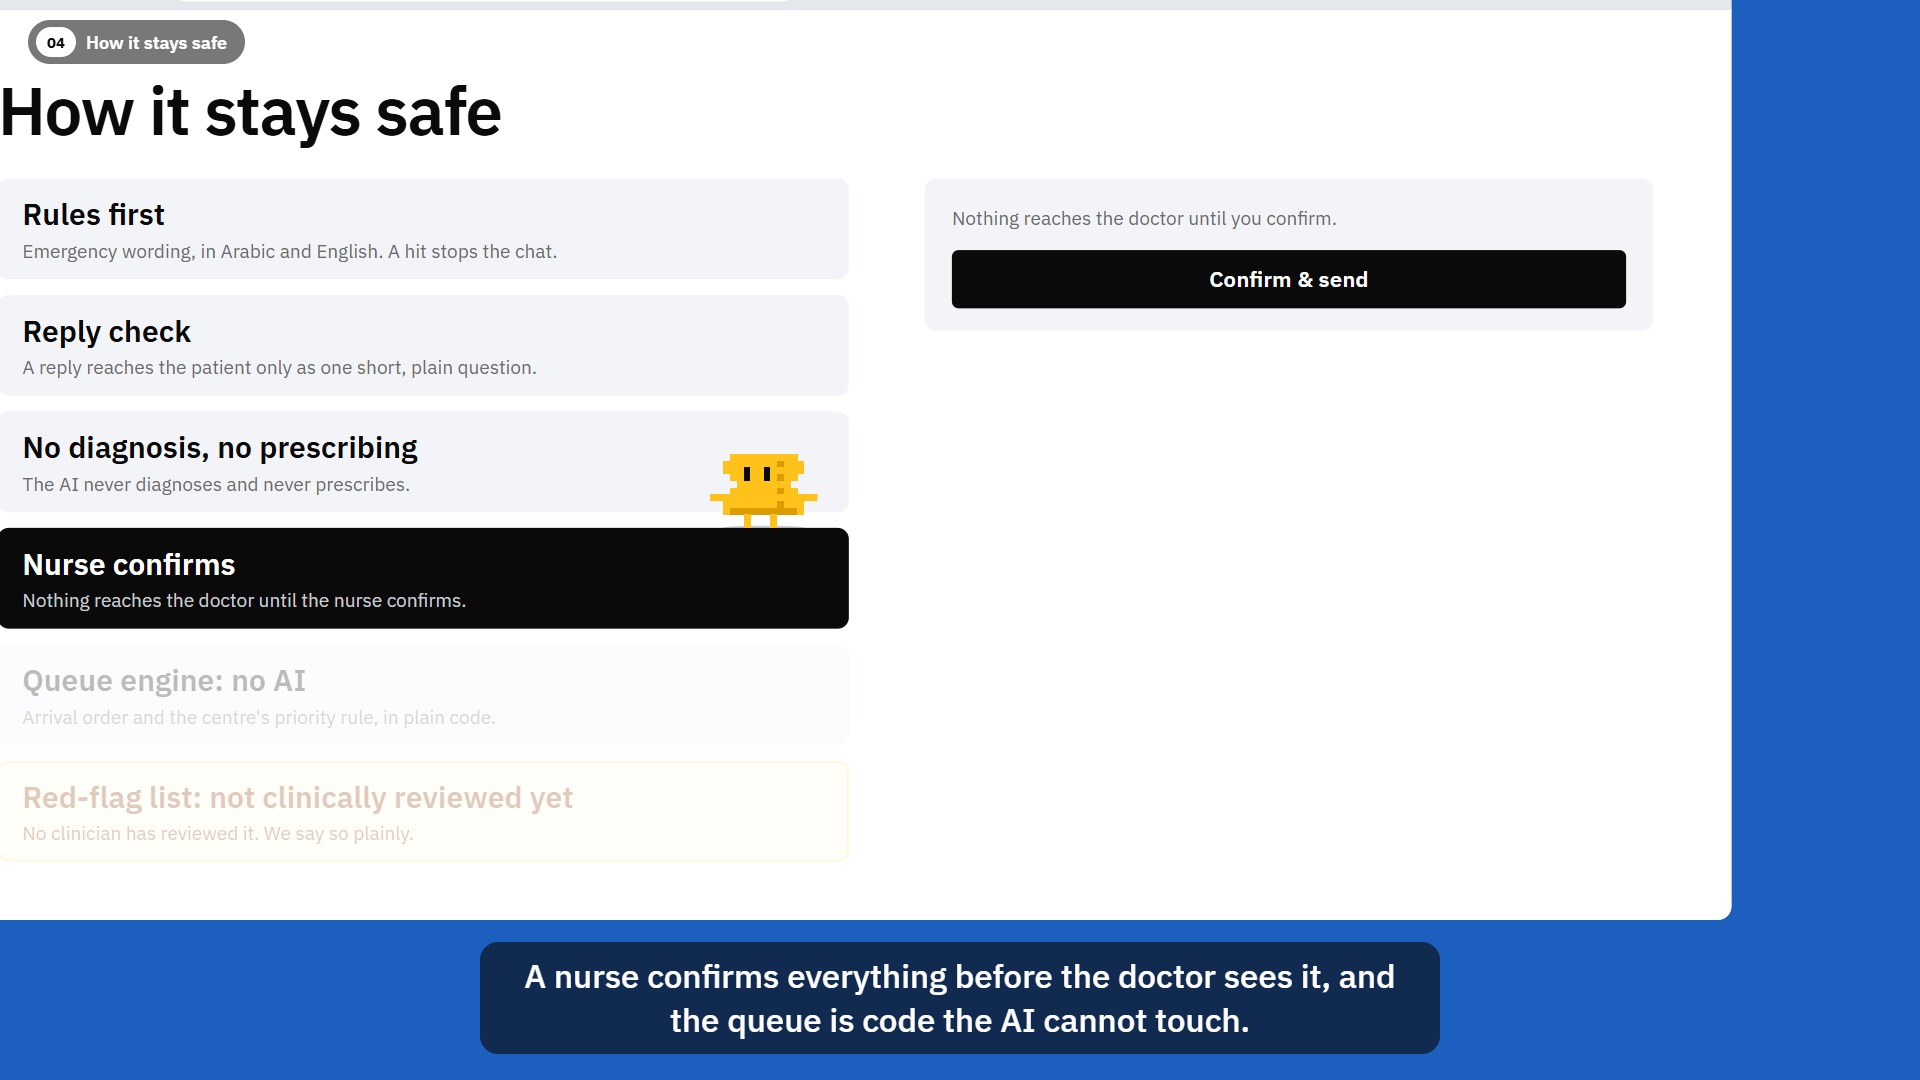 04 How it stays safe
How it stays safe
Rules first
Emergency wording, in Arabic and English. A hit stops the chat.
Reply check
A reply reaches the patient only as one short, plain question.
No diagnosis, no prescribing
The AI never diagnoses and never prescribes.
Nurse confirms
Nothing reaches the doctor until the nurse confirms.
Queue engine: no AI
Arrival order and the centre's priority rule, in plain code.
Red-flag list: not clinically reviewed yet
No clinician has reviewed it. We say so plainly.
Nothing reaches the doctor until you confirm.
Confirm & send
A nurse confirms everything before the doctor sees it, and
the queue is code the AI cannot touch.